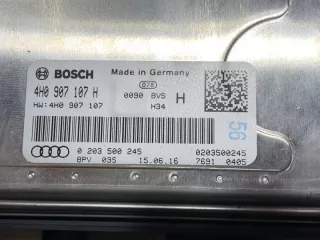 BOSCH Made in Germany
4H0 907 107 H
HW:4H0 907 107
0090 BVS H
H34
56
0 203 500 245 0203500245
BPV 03S 15.06.16 7691 0405